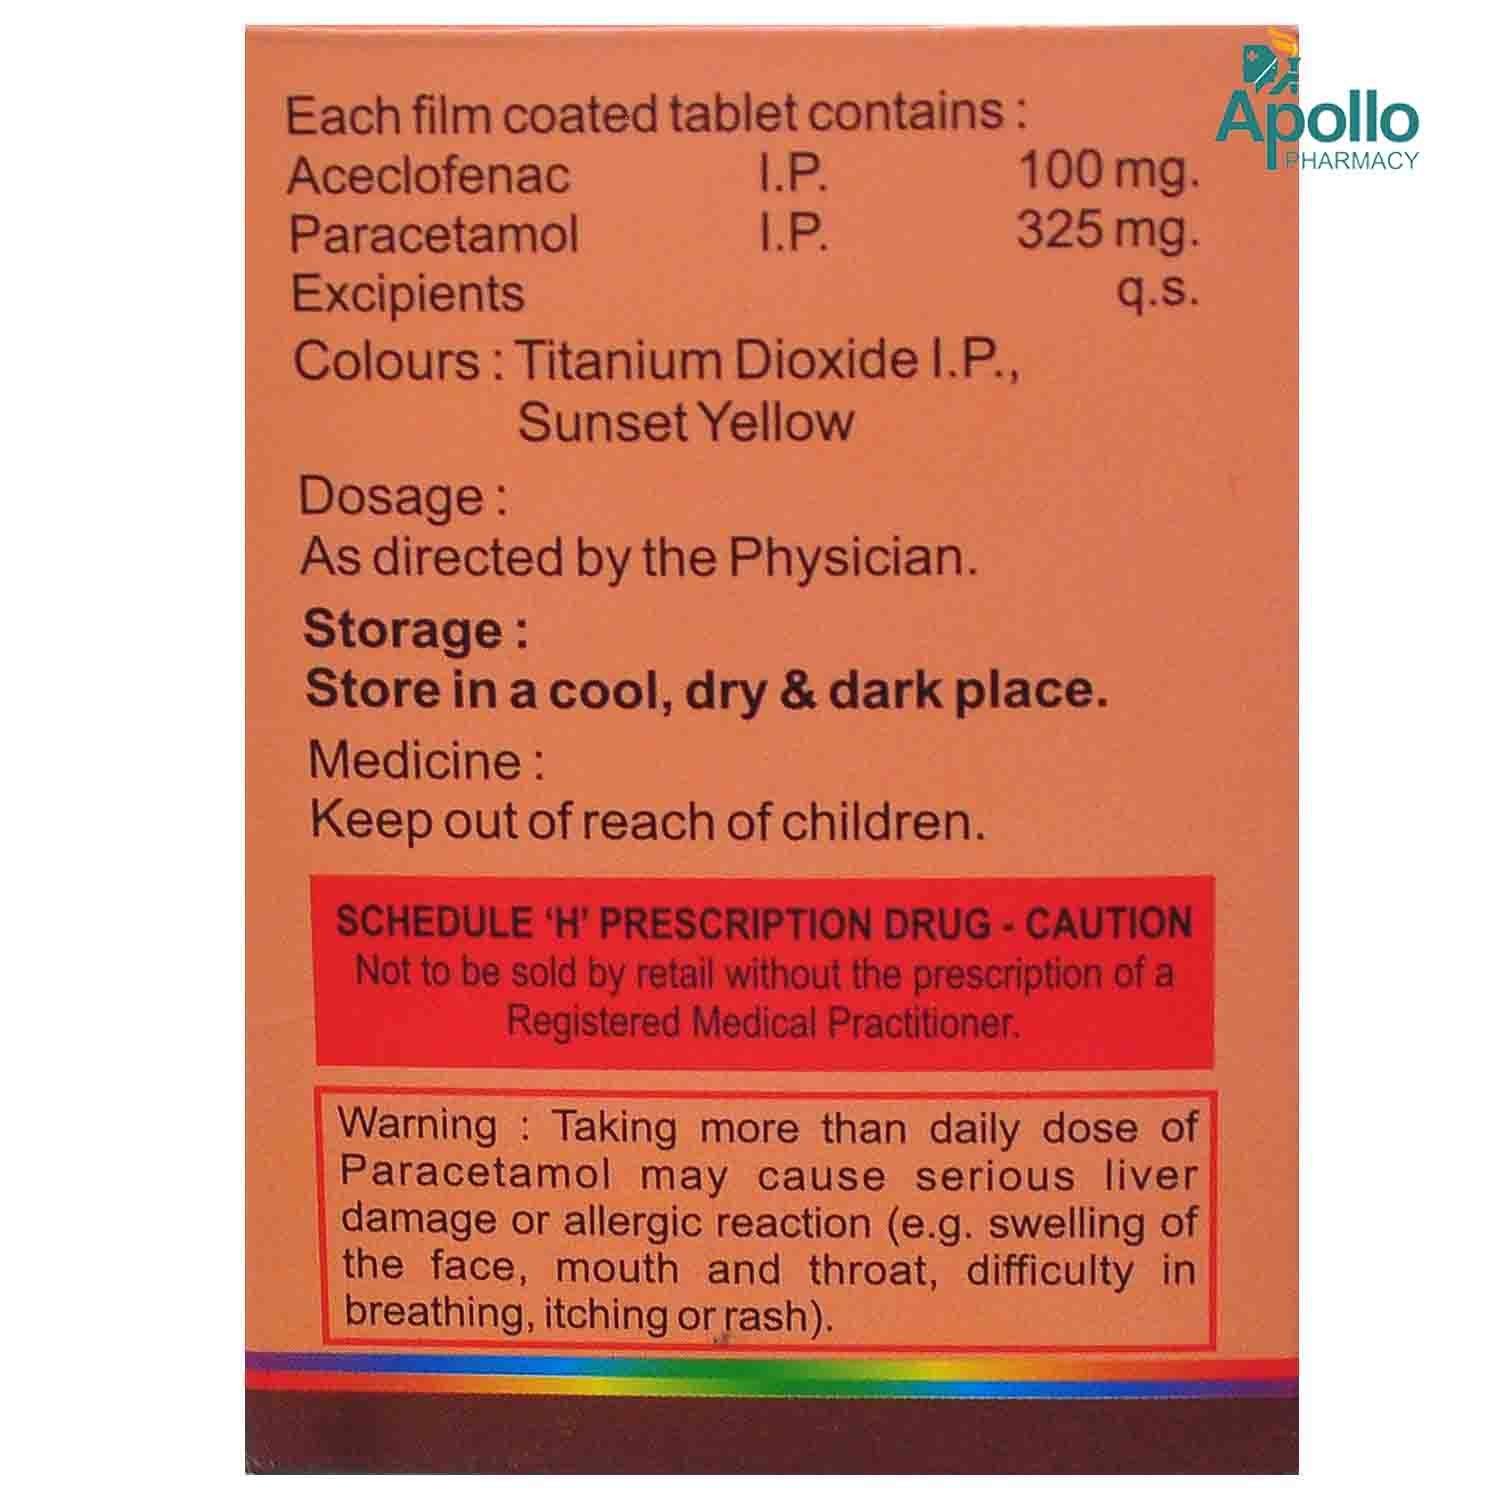 Apollo
PHARMACY
Each film coated tablet contains :
Aceclofenac I.P. 100 mg.
Paracetamol I.P. 325 mg.
Excipients q.s.
Colours : Titanium Dioxide I.P.,
Sunset Yellow
Dosage :
As directed by the Physician.
Storage :
Store in a cool, dry & dark place.
Medicine :
Keep out of reach of children.
SCHEDULE ‘H’ PRESCRIPTION DRUG - CAUTION
Not to be sold by retail without the prescription of a
Registered Medical Practitioner.
Warning : Taking more than daily dose of
Paracetamol may cause serious liver
damage or allergic reaction (e.g. swelling of
the face, mouth and throat, difficulty in
breathing, itching or rash).